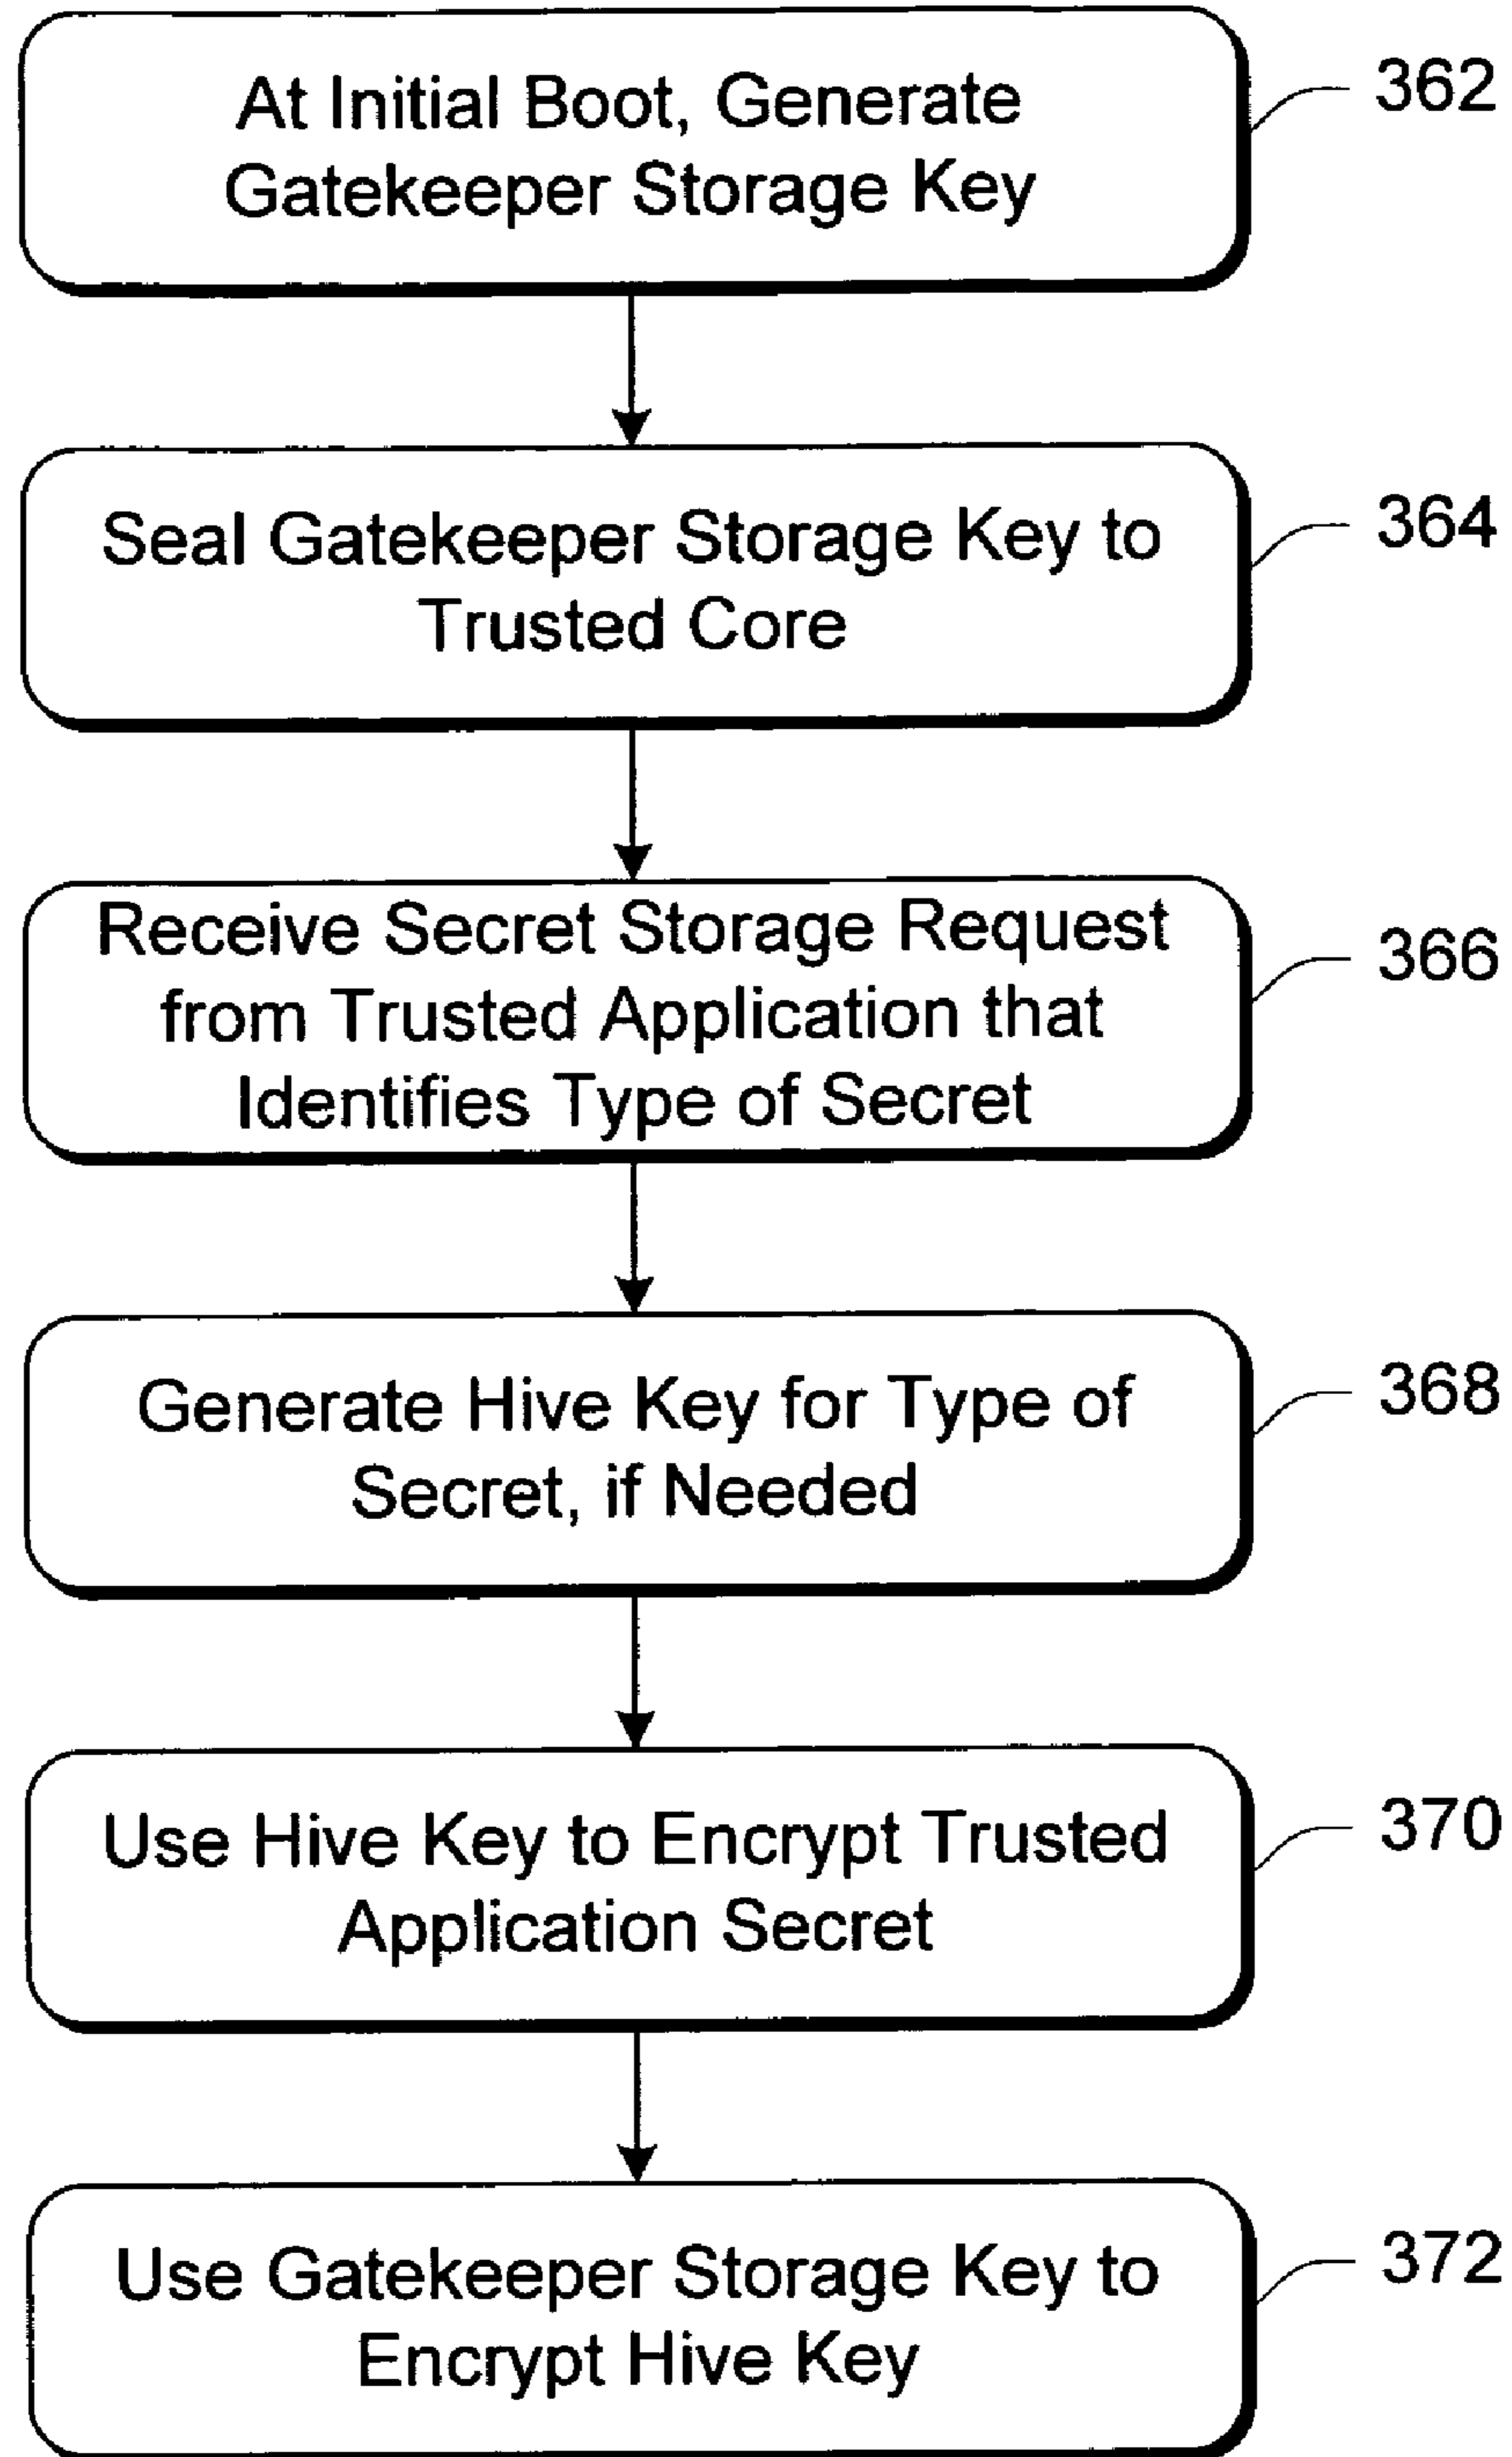 At Initial Boot, Generate
Gatekeeper Storage Key
362
Seal Gatekeeper Storage Key to
Trusted Core
364
Receive Secret Storage Request
from Trusted Application that
Identifies Type of Secret
366
Generate Hive Key for Type of
Secret, if Needed
368
Use Hive Key to Encrypt Trusted
Application Secret
370
Use Gatekeeper Storage Key to
Encrypt Hive Key
372